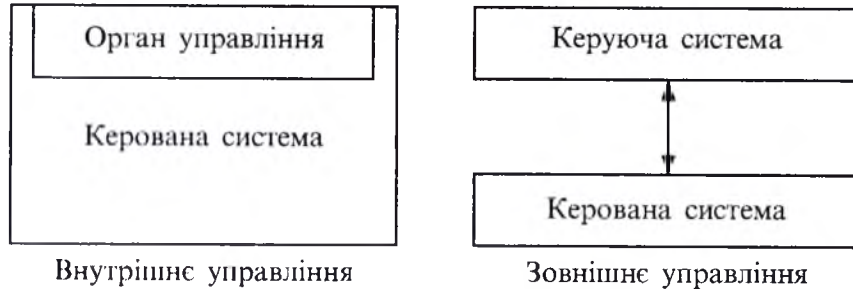 Орган управління
Керована система
Внутрішнє управління
Керуюча система
Керована система
Зовнішнє управління